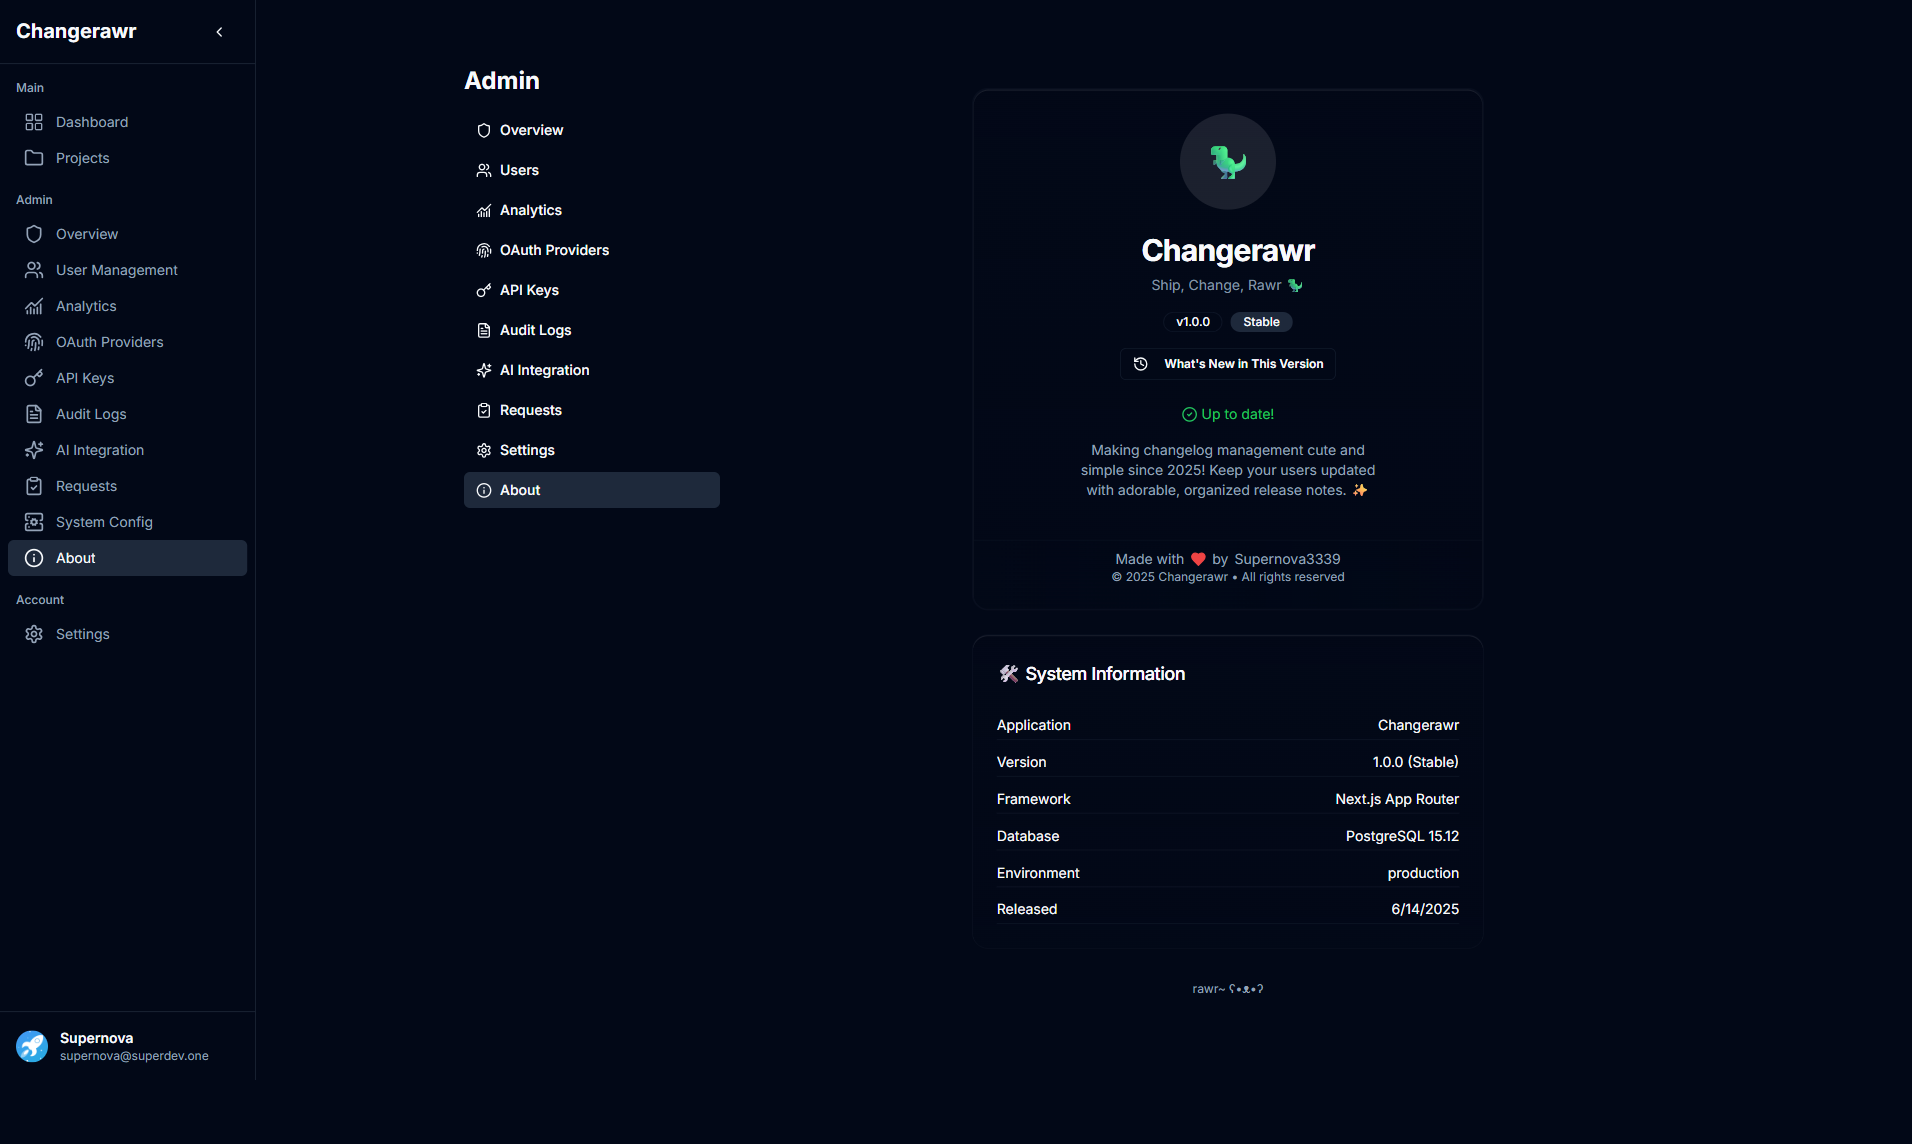 Changerawr
Main
Dashboard
Projects
Admin
Overview
User Management
Analytics
OAuth Providers
API Keys
Audit Logs
AI Integration
Requests
System Config
About
Account
Settings
Supernova
supernova@superdev.one
Admin
Overview
Users
Analytics
OAuth Providers
API Keys
Audit Logs
AI Integration
Requests
Settings
About
Changerawr
Ship, Change, Rawr 🦖
v1.0.0 Stable
What's New in This Version
Up to date!
Making changelog management cute and
simple since 2025! Keep your users updated
with adorable, organized release notes. ✨
Made with ❤️ by Supernova3339
© 2025 Changerawr • All rights reserved
🛠️ System Information
Application Changerawr
Version 1.0.0 (Stable)
Framework Next.js App Router
Database PostgreSQL 15.12
Environment production
Released 6/14/2025
rawr~ ʕ•ᴥ•ʔ